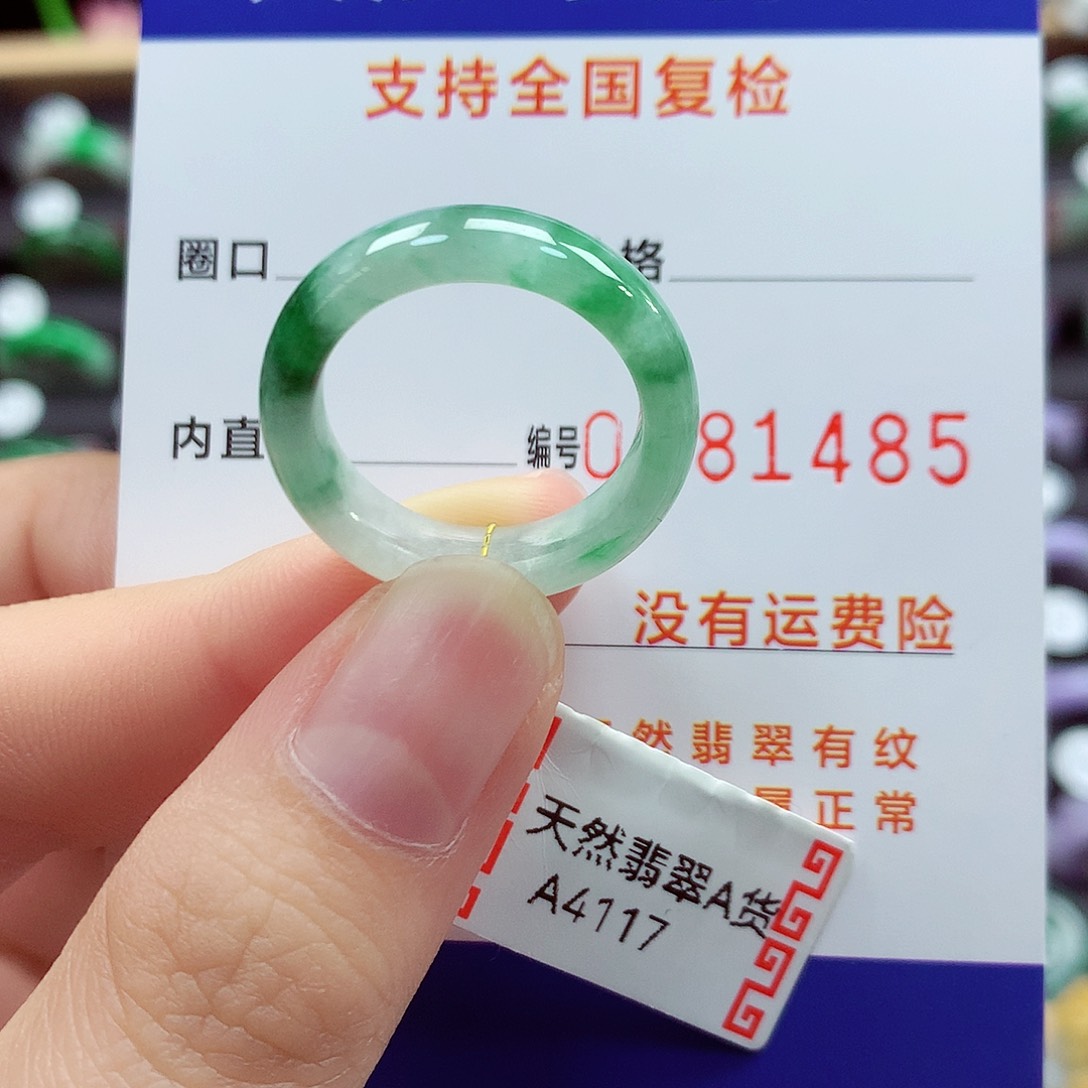 支持全国复检
圈口 格
内直 编号0 81485
没有运费险
然翡翠有纹
属正常
天然翡翠A货
A4117